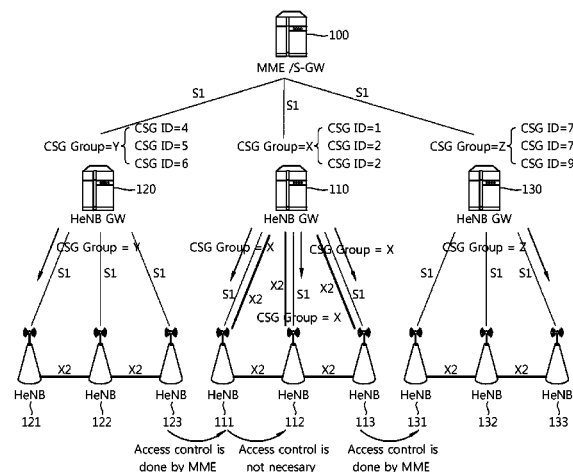 100
MME /S-GW
S1
S1
S1
CSG Group=Y
CSG ID=4
CSG ID=5
CSG ID=6
CSG Group=X
CSG ID=1
CSG ID=2
CSG ID=2
CSG Group=Z
CSG ID=7
CSG ID=7
CSG ID=9
120
110
130
HeNB GW
HeNB GW
HeNB GW
CSG Group = Y
CSG Group = X
CSG Group = X
CSG Group = Z
S1
S1
S1
S1
X2
X2
S1
X2
S1
S1
S1
S1
CSG Group = X
X2
X2
X2
X2
X2
X2
HeNB
HeNB
HeNB
HeNB
HeNB
HeNB
HeNB
HeNB
HeNB
121
122
123
111
112
113
131
132
133
Access control is
done by MME
Access control is
not necesary
Access control is
done by MME